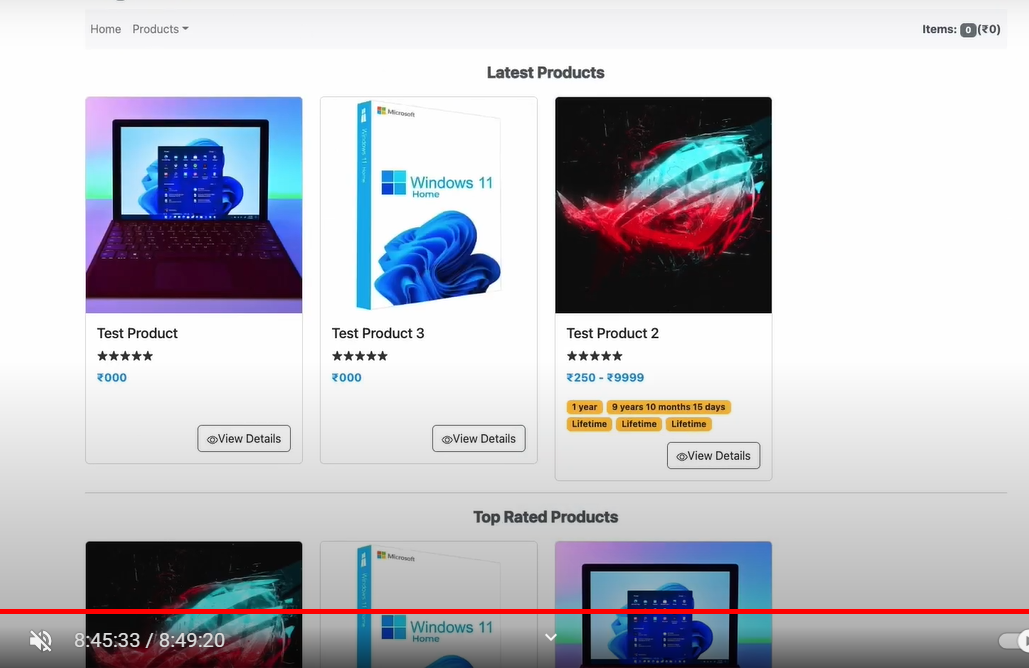 Home Products Items: 0 (₹0)
Latest Products
Microsoft
Windows 11
Home
Test Product
★★★★★
₹000
View Details
Test Product 3
★★★★★
₹000
View Details
Test Product 2
★★★★★
₹250 - ₹9999
1 year 9 years 10 months 15 days
Lifetime Lifetime Lifetime
View Details
Top Rated Products
Microsoft
Windows 11
Home
8:45:33 / 8:49:20